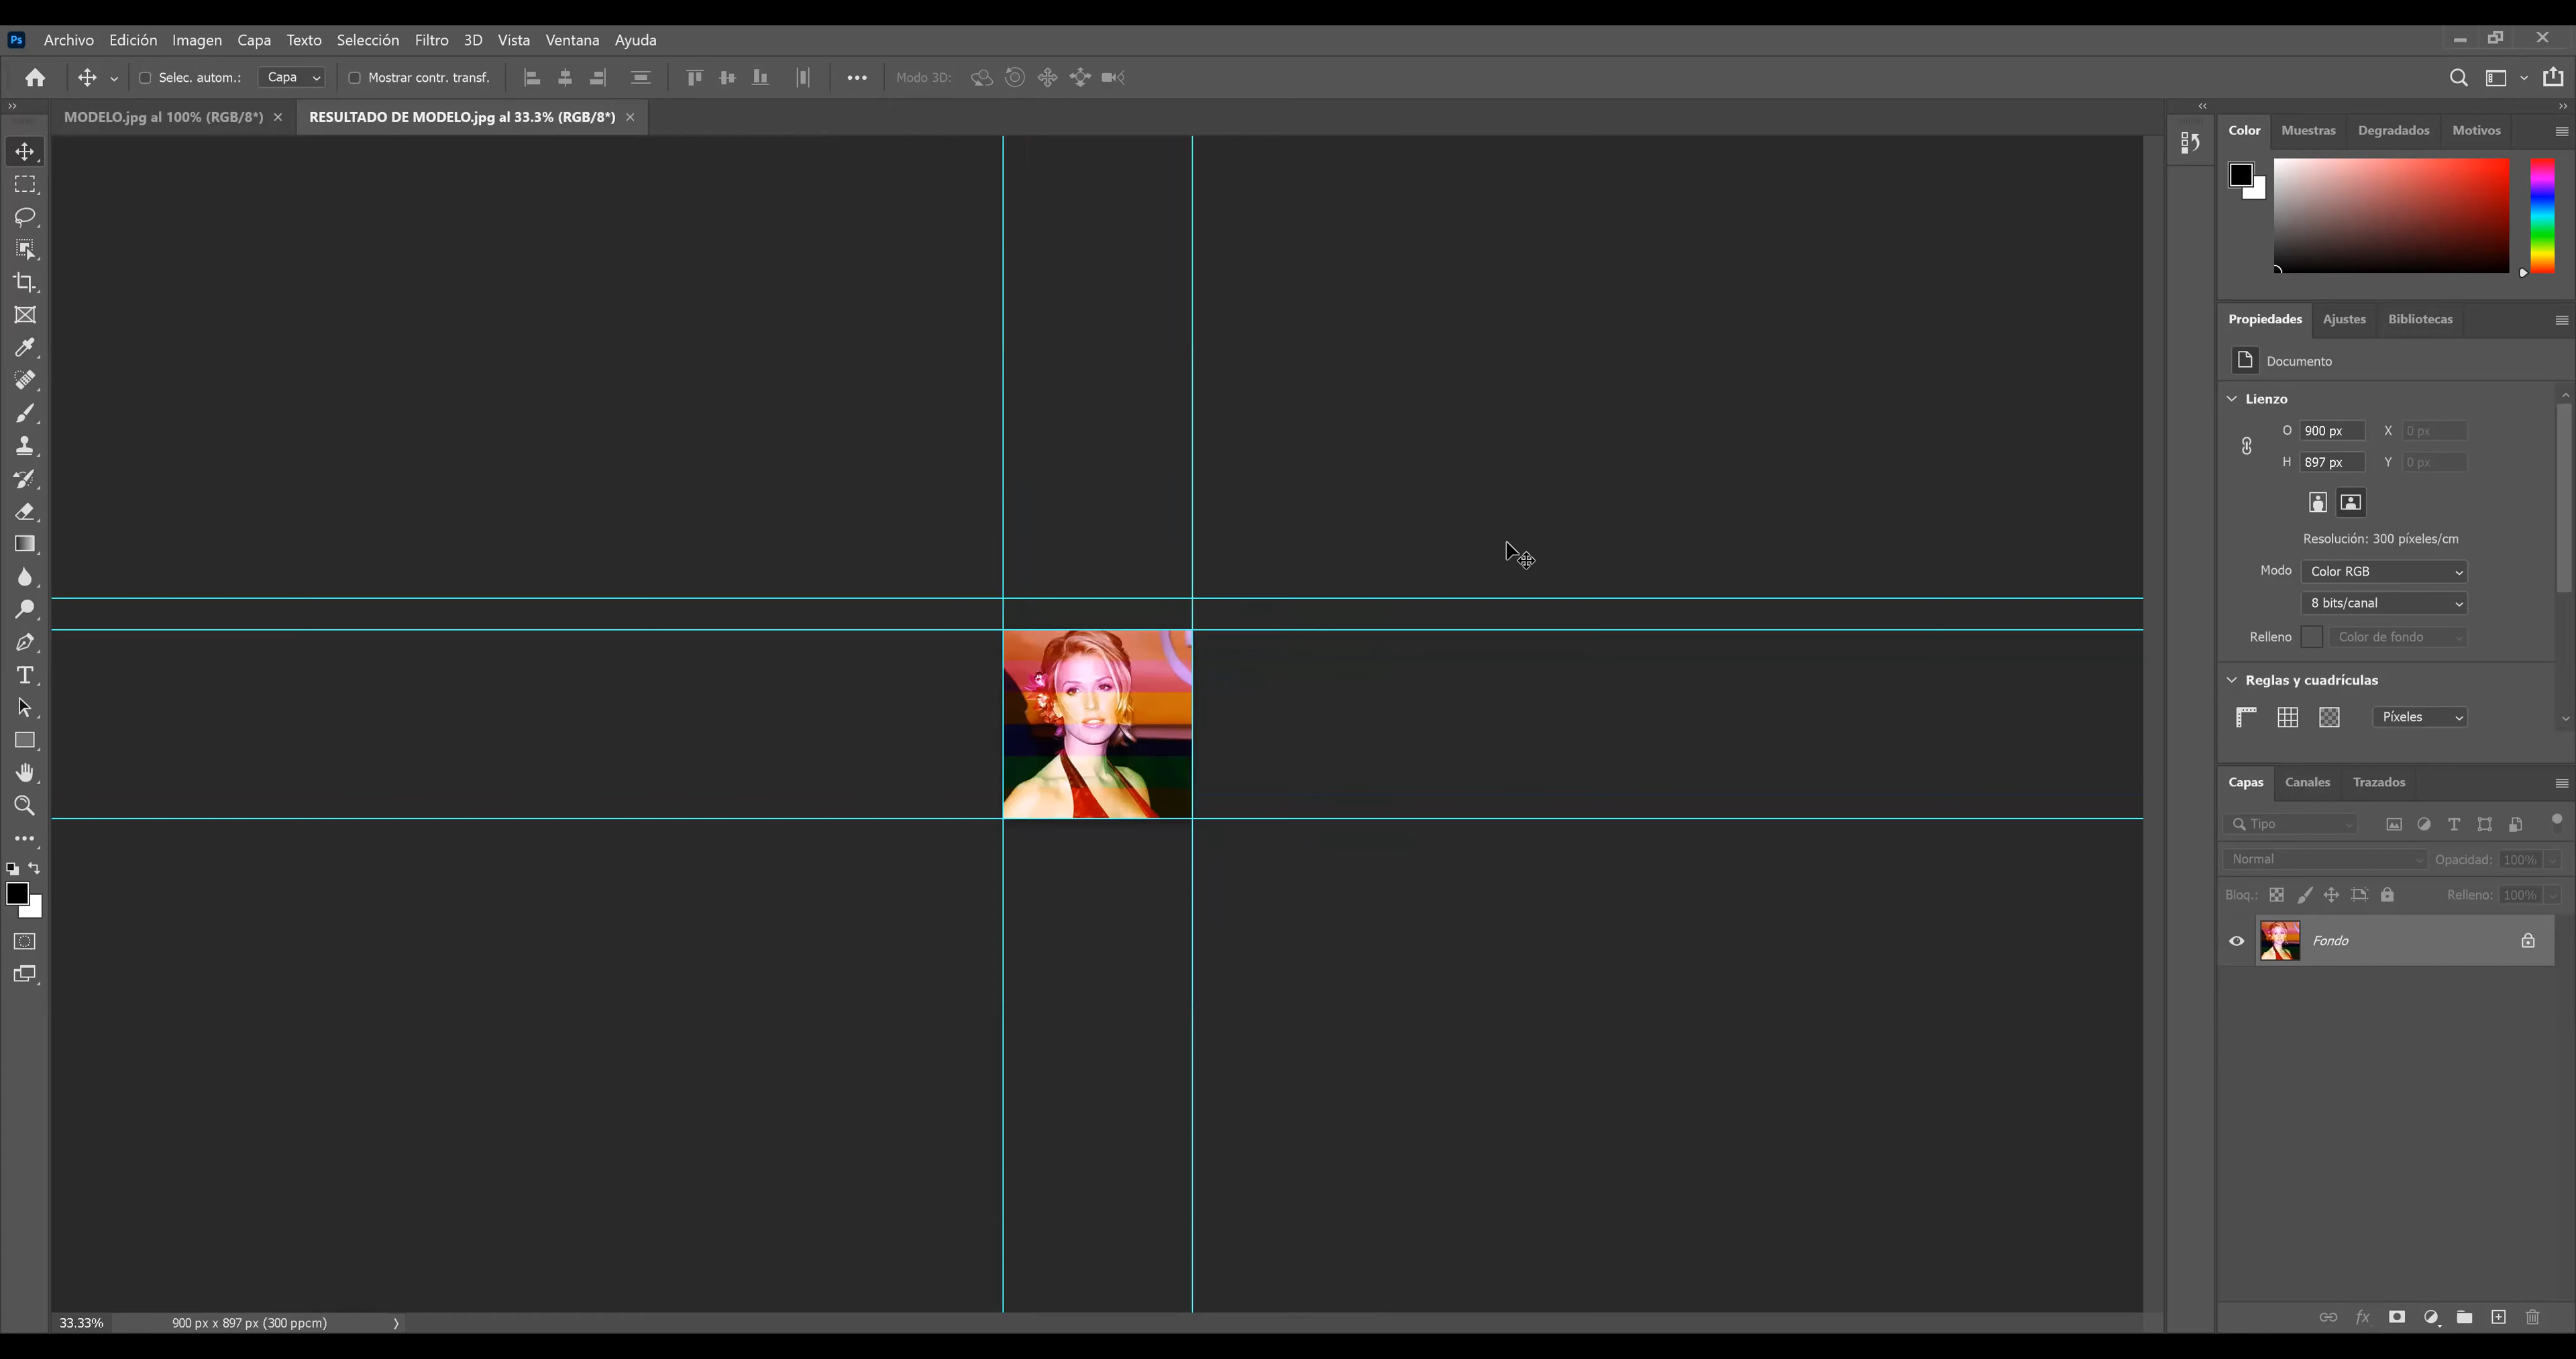 Ps Archivo Edición Imagen Capa Texto Selección Filtro 3D Vista Ventana Ayuda
Selec. autom.: Capa Mostrar contr. transf. Modo 3D:
MODELO.jpg al 100% (RGB/8*) × RESULTADO DE MODELO.jpg al 33.3% (RGB/8*) ×
Color Muestras Degradados Motivos
Propiedades Ajustes Bibliotecas
Documento
Lienzo
O 900 px X 0 px
H 897 px Y 0 px
Resolución: 300 píxeles/cm
Modo Color RGB
8 bits/canal
Relleno Color de fondo
Reglas y cuadrículas
Píxeles
Capas Canales Trazados
Tipo
Normal Opacidad: 100%
Bloq.: Relleno: 100%
Fondo
fx
33.33% 900 px x 897 px (300 ppcm)